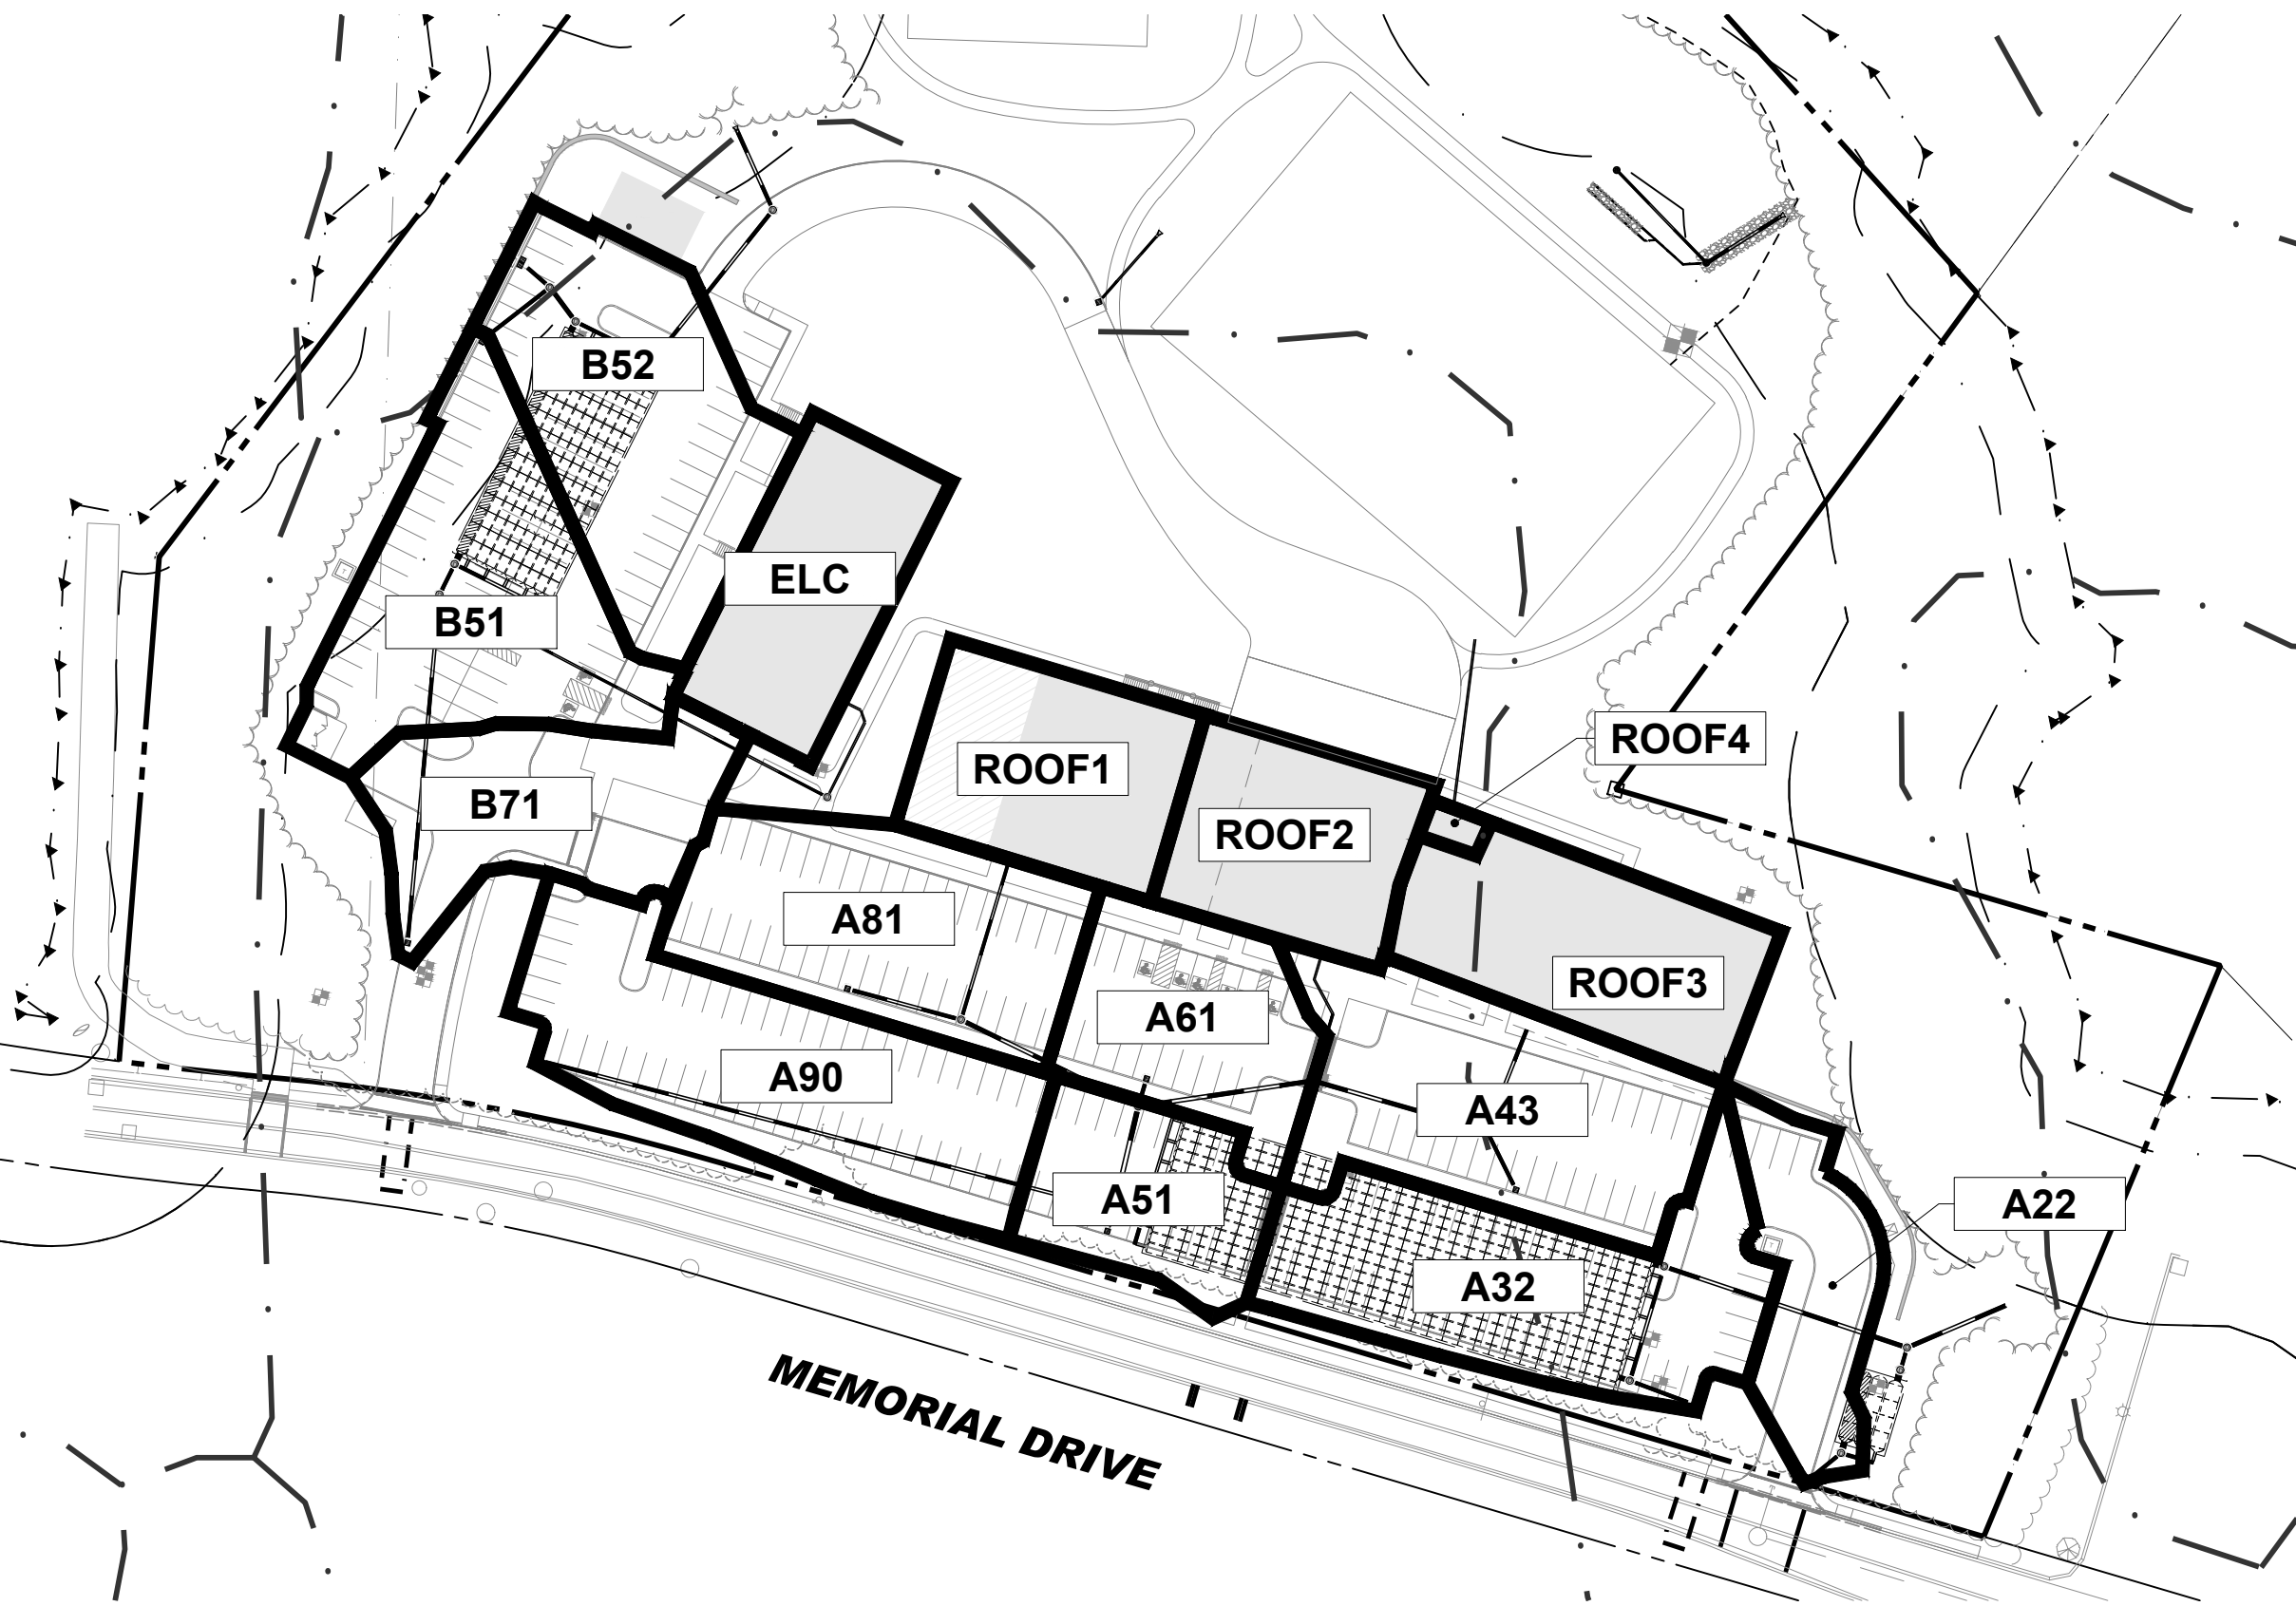 B52
ELC
B51
ROOF4
ROOF1
B71
ROOF2
A81
ROOF3
A61
A90
A43
A51
A22
A32
MEMORIAL DRIVE